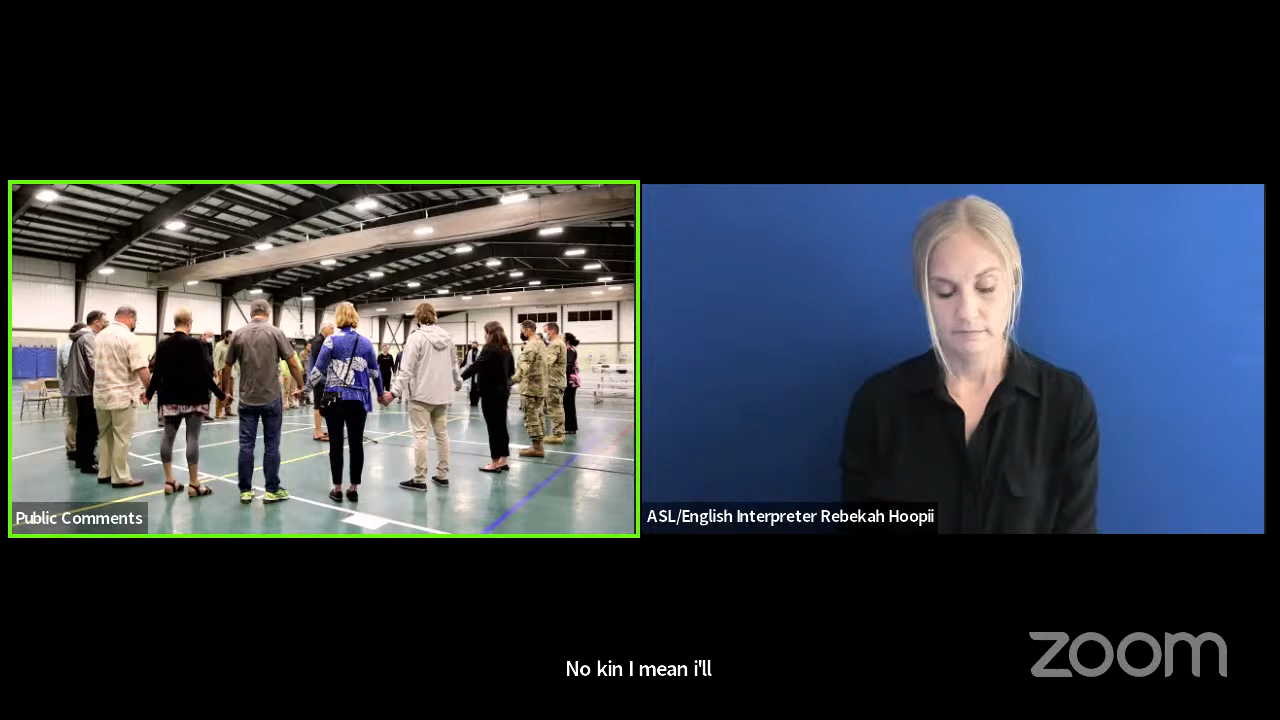 Public Comments
ASL/English Interpreter Rebekah Hoopii
No kin I mean i'll
zoom